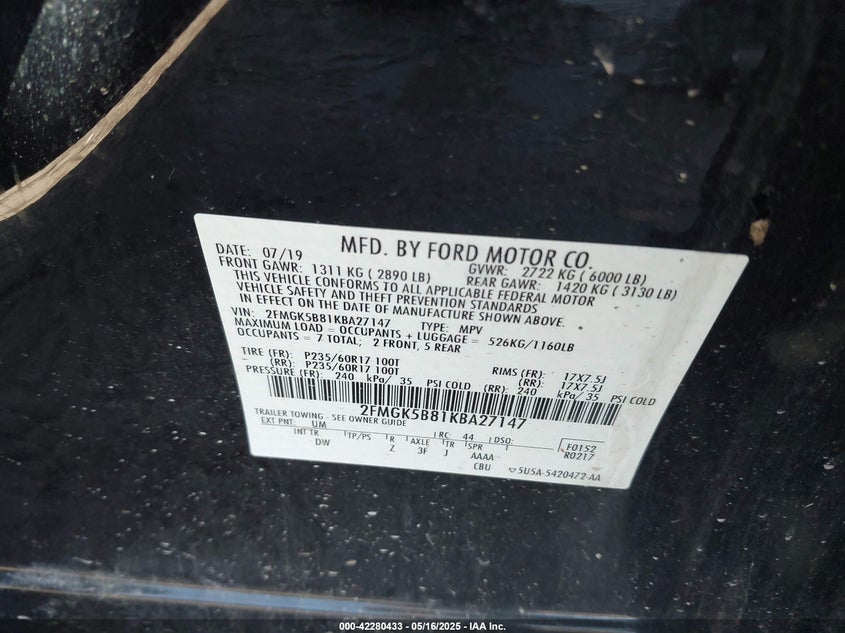 DATE: 07/19 MFD. BY FORD MOTOR CO.
FRONT GAWR: 1311 KG ( 2890 LB) GVWR: 2722 KG ( 6000 LB)
REAR GAWR: 1420 KG ( 3130 LB)
THIS VEHICLE CONFORMS TO ALL APPLICABLE FEDERAL MOTOR
VEHICLE SAFETY AND THEFT PREVENTION STANDARDS
IN EFFECT ON THE DATE OF MANUFACTURE SHOWN ABOVE.
VIN: 2FMGK5B81KBA27147 TYPE: MPV
MAXIMUM LOAD = OCCUPANTS + LUGGAGE = 526KG/1160LB
OCCUPANTS = 7 TOTAL; 2 FRONT, 5 REAR
TIRE (FR): P235/60R17 100T RIMS (FR): 17X7.5J
(RR): P235/60R17 100T (RR): 17X7.5J
PRESSURE (FR): 240 kPa/ 35 PSI COLD (RR): 240 kPa/ 35 PSI COLD
2FMGK5B81KBA27147
TRAILER TOWING - SEE OWNER GUIDE
EXT PNT: UM RC: 44 DSO: F0152
INT TR TP/PS R AXLE TR SPR R0217
DW Z 3F J AAAA
CBU 5U5A-5420472-AA
000-42280433 - 05/16/2025 - IAA Inc.